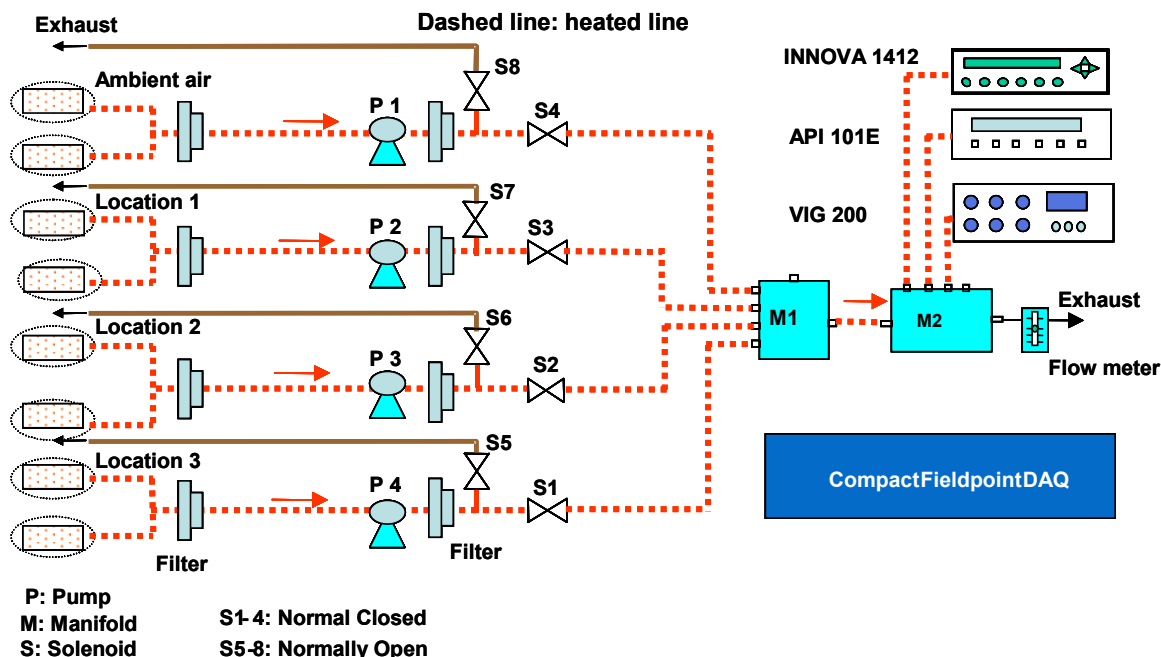 Exhaust
Dashed line: heated line
Ambient air
P 1
S8
S4
INNOVA 1412
API 101E
VIG 200
Location 1
P 2
S7
S3
Location 2
P 3
S6
S2
M1
M2
Exhaust
Flow meter
Location 3
P 4
S5
S1
Filter
Filter
CompactFieldpointDAQ
P: Pump
M: Manifold
S: Solenoid
S1-4: Normal Closed
S5-8: Normally Open